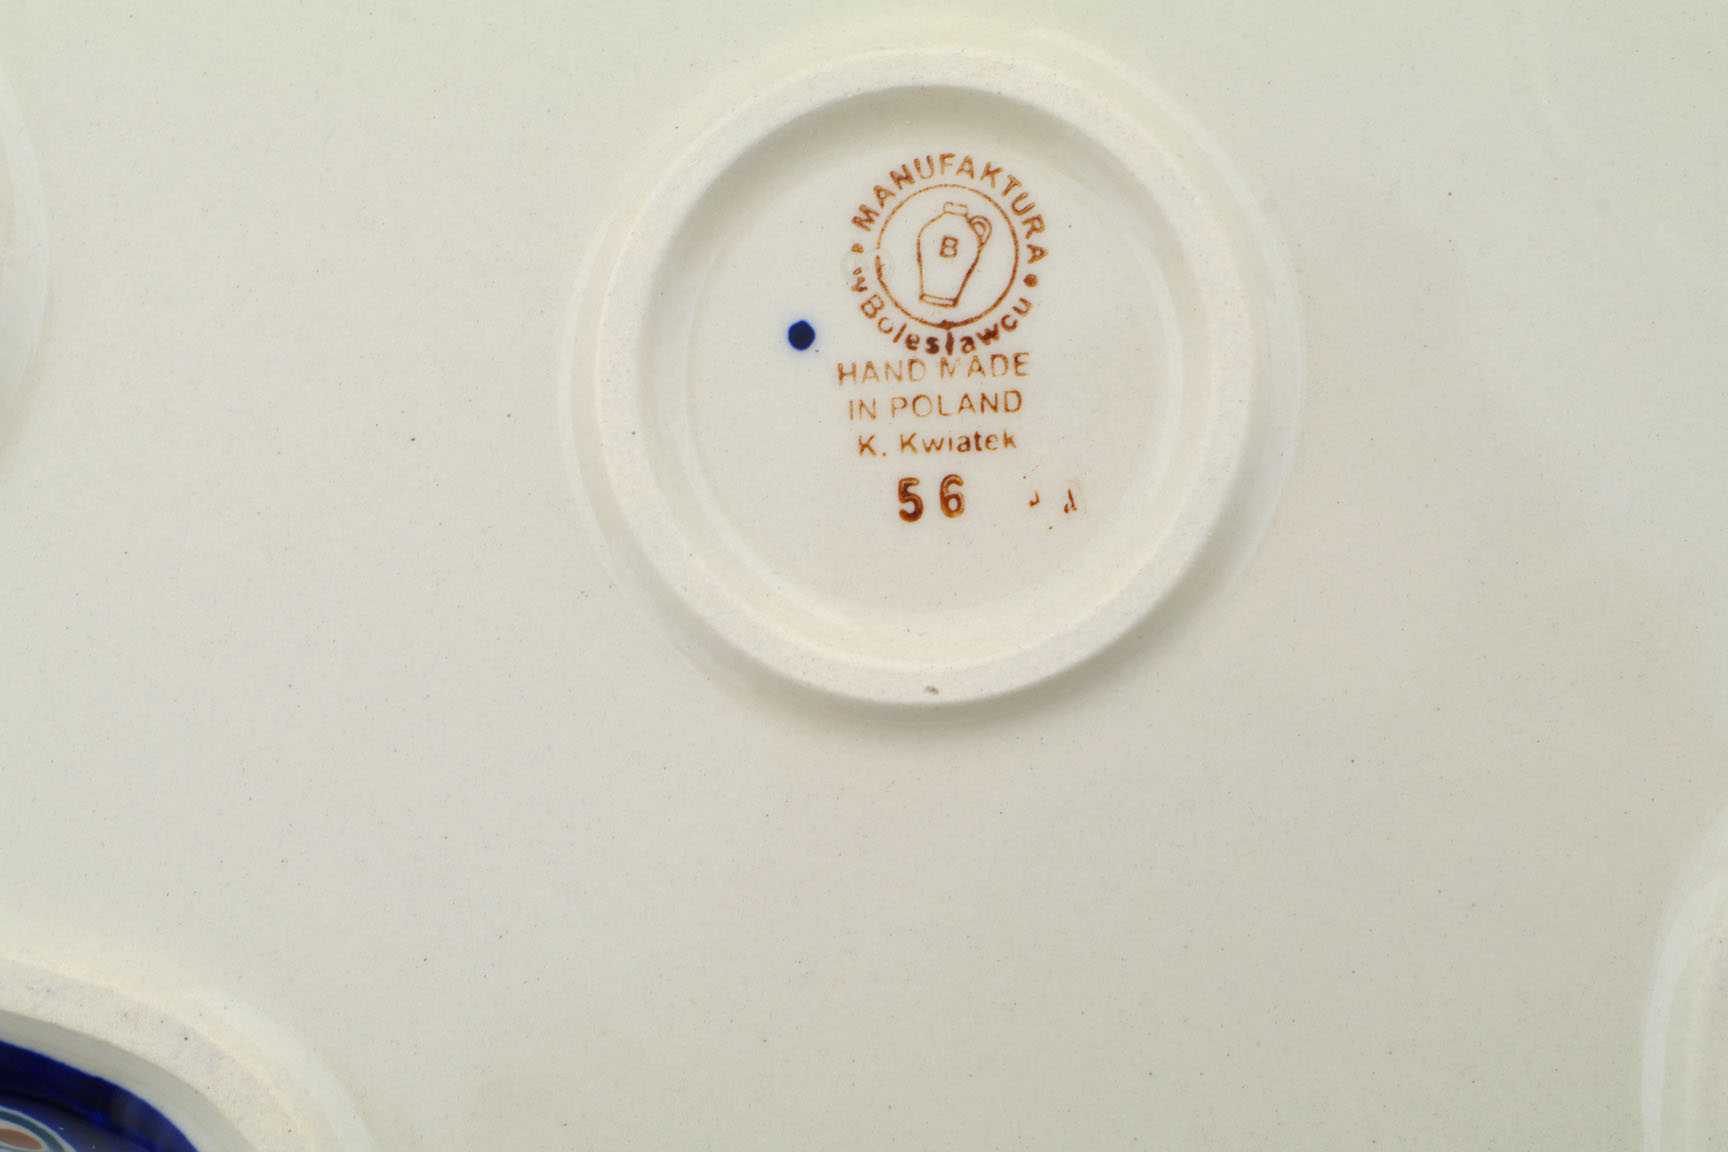 MANUFAKTURA
w Bolesławcu
B
HAND MADE
IN POLAND
K. Kwiatek
56